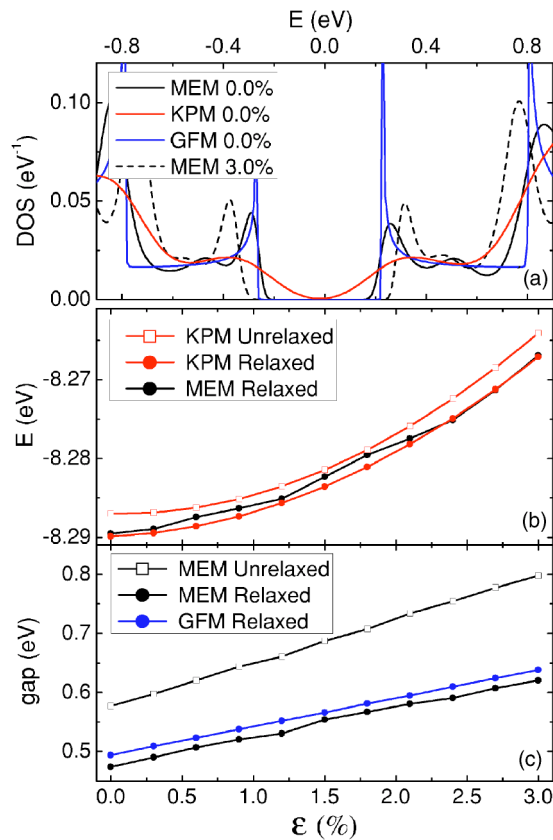 E (eV)
-0.8 -0.4 0.0 0.4 0.8
MEM 0.0%
KPM 0.0%
GFM 0.0%
MEM 3.0%
DOS (eV⁻¹)
0.10
0.05
0.00
(a)
KPM Unrelaxed
KPM Relaxed
MEM Relaxed
E (eV)
-8.27
-8.28
-8.29
(b)
MEM Unrelaxed
MEM Relaxed
GFM Relaxed
gap (eV)
0.8
0.7
0.6
0.5
(c)
0.0 0.5 1.0 1.5 2.0 2.5 3.0
ε (%)